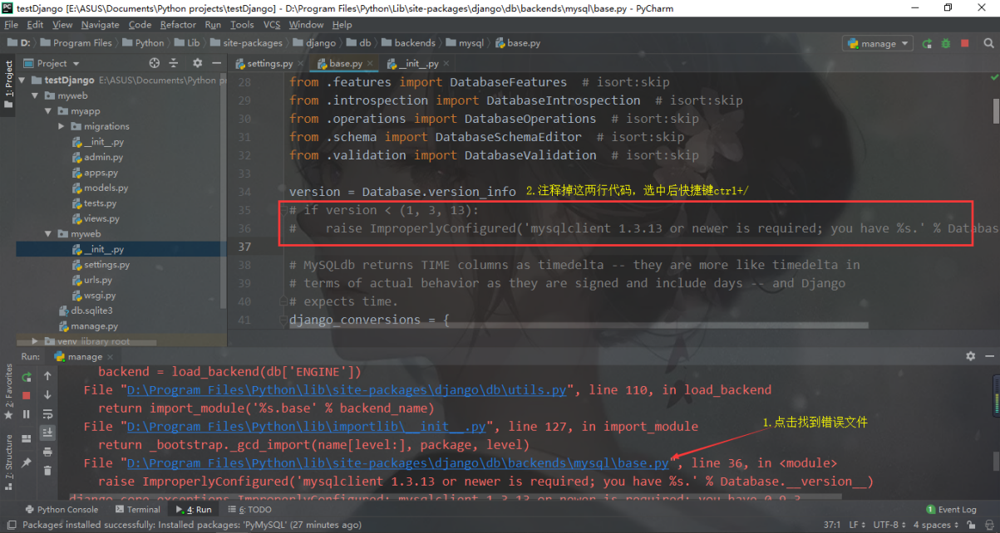 testDjango [E:\ASUS\Documents\Python projects\testDjango] - D:\Program Files\Python\Lib\site-packages\django\db\backends\mysql\base.py - PyCharm
File Edit View Navigate Code Refactor Run Tools VCS Window Help
D: Program Files Python Lib site-packages django db backends mysql base.py manage
Project
settings.py base.py __init__.py
1: Project
testDjango E:\ASUS\Documents\Python pr
myweb
myapp
migrations
__init__.py
admin.py
apps.py
models.py
tests.py
views.py
myweb
__init__.py
settings.py
urls.py
wsgi.py
db.sqlite3
manage.py
venv library root
28 from .features import DatabaseFeatures # isort:skip
29 from .introspection import DatabaseIntrospection # isort:skip
30 from .operations import DatabaseOperations # isort:skip
31 from .schema import DatabaseSchemaEditor # isort:skip
32 from .validation import DatabaseValidation # isort:skip
33
34 version = Database.version_info 2.注释掉这两行代码，选中后快捷键ctrl+/
35 # if version < (1, 3, 13):
36 # raise ImproperlyConfigured('mysqlclient 1.3.13 or newer is required; you have %s.' % Databas
37
38 # MySQLdb returns TIME columns as timedelta -- they are more like timedelta in
39 # terms of actual behavior as they are signed and include days -- and Django
40 # expects time.
41 django_conversions = {
Run: manage
2: Favorites
7: Structure
backend = load_backend(db['ENGINE'])
File "D:\Program Files\Python\lib\site-packages\django\db\utils.py", line 110, in load_backend
return import_module('%s.base' % backend_name)
File "D:\Program Files\Python\lib\importlib\__init__.py", line 127, in import_module
return _bootstrap._gcd_import(name[level:], package, level)
1.点击找到错误文件
File "D:\Program Files\Python\lib\site-packages\django\db\backends\mysql\base.py", line 36, in <module>
raise ImproperlyConfigured('mysqlclient 1.3.13 or newer is required; you have %s.' % Database.__version__)
django.core.exceptions.ImproperlyConfigured: mysqlclient 1.3.13 or newer is required; you have 0.9.3
Python Console Terminal 4: Run 6: TODO 1 Event Log
Packages installed successfully: Installed packages: 'PyMySQL' (27 minutes ago) 37:1 LF UTF-8 4 spaces